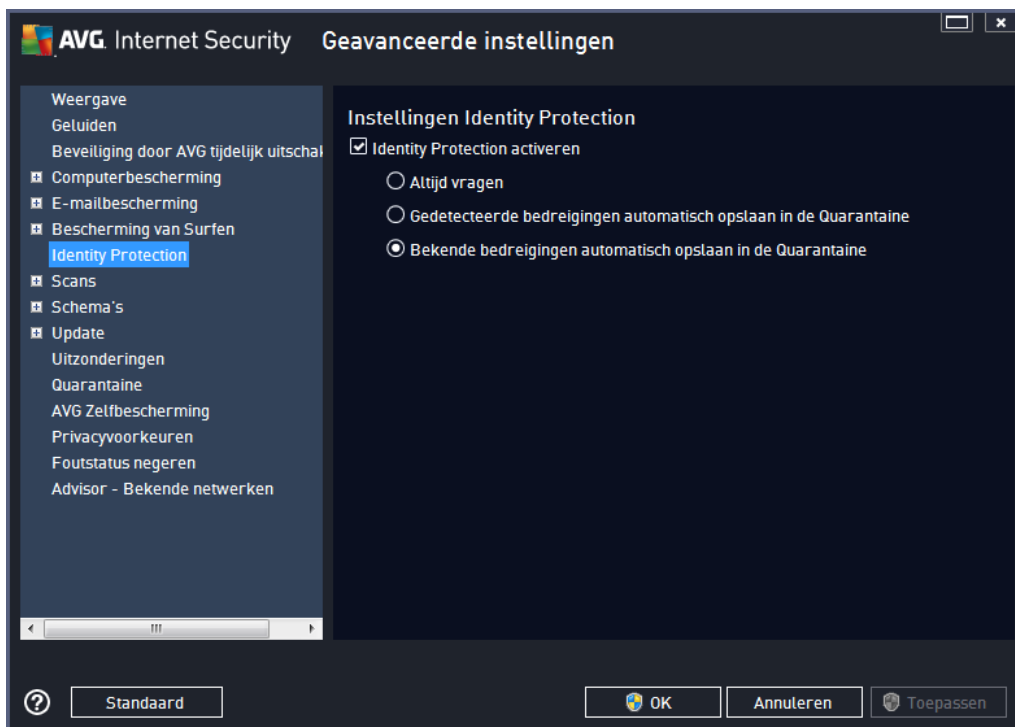 AVG. Internet Security Geavanceerde instellingen
Weergave
Geluiden
Beveiliging door AVG tijdelijk uitschak
Computerbescherming
E-mailbescherming
Bescherming van Surfen
Identity Protection
Scans
Schema's
Update
Uitzonderingen
Quarantaine
AVG Zelfbescherming
Privacyvoorkeuren
Foutstatus negeren
Advisor - Bekende netwerken
Instellingen Identity Protection
Identity Protection activeren
Altijd vragen
Gedetecteerde bedreigingen automatisch opslaan in de Quarantaine
Bekende bedreigingen automatisch opslaan in de Quarantaine
Standaard
OK
Annuleren
Toepassen